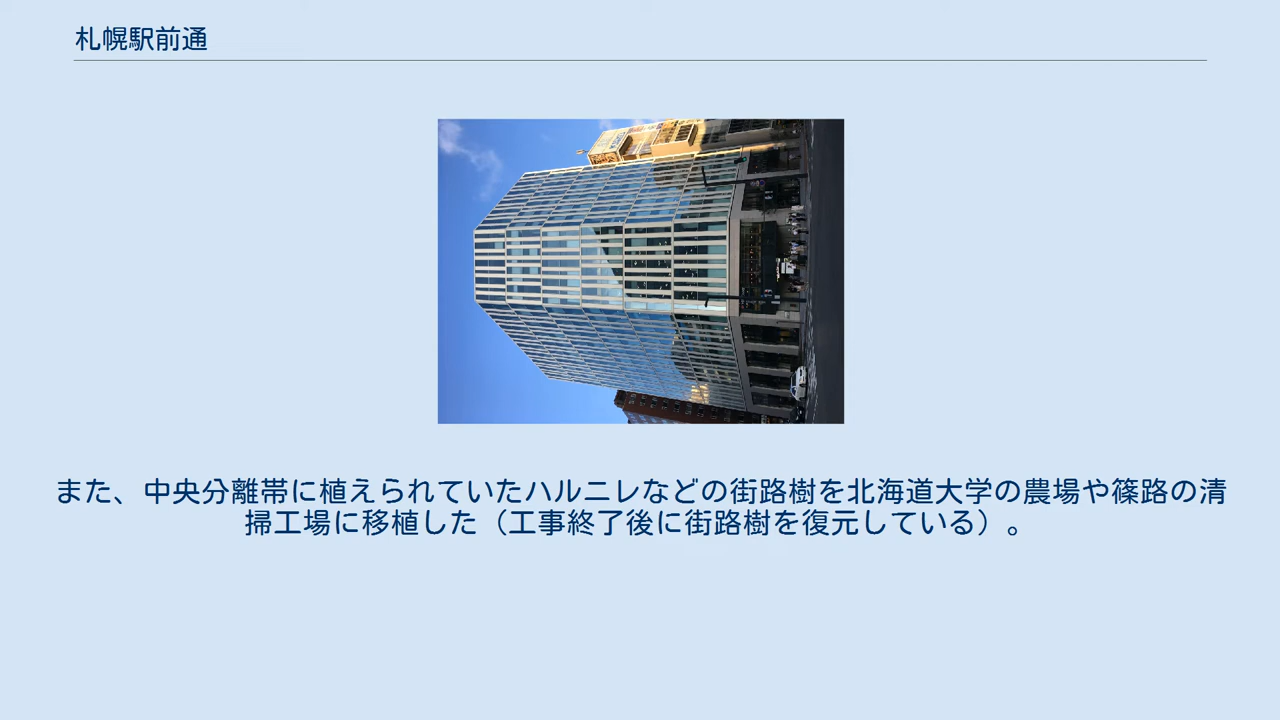 札幌駅前通
また、中央分離帯に植えられていたハルニレなどの街路樹を北海道大学の農場や篠路の清
掃工場に移植した（工事終了後に街路樹を復元している）。